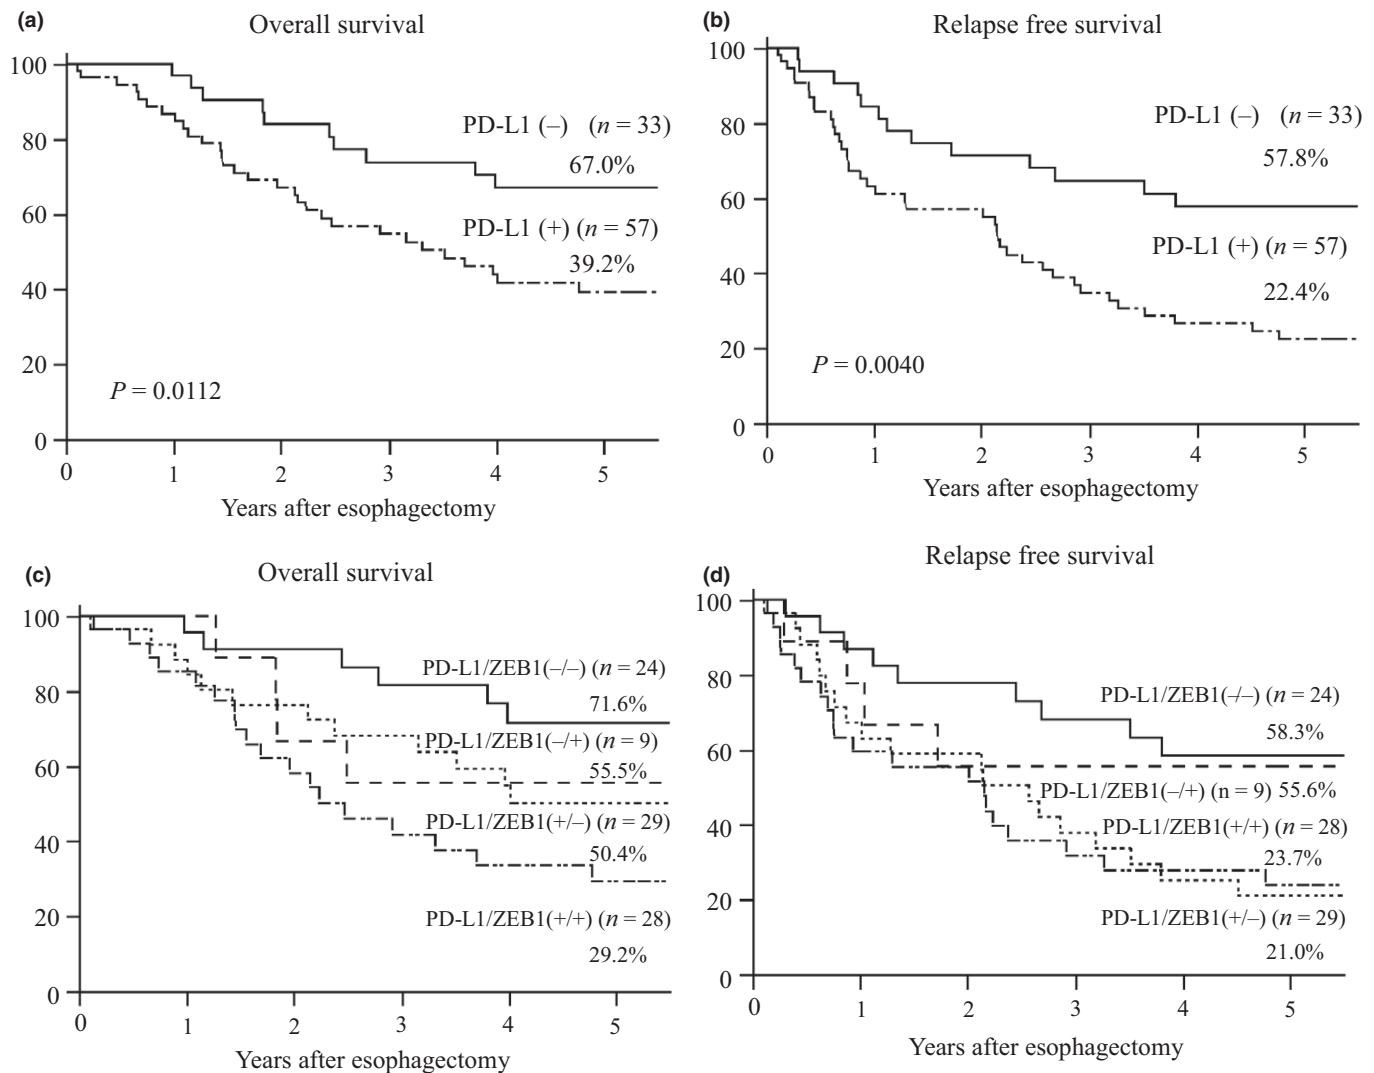 (a)
Overall survival
100
80
60
40
20
0
PD-L1 (–) (n = 33)
67.0%
PD-L1 (+) (n = 57)
39.2%
P = 0.0112
0 1 2 3 4 5
Years after esophagectomy
(b)
Relapse free survival
100
80
60
40
20
0
PD-L1 (–) (n = 33)
57.8%
PD-L1 (+) (n = 57)
22.4%
P = 0.0040
0 1 2 3 4 5
Years after esophagectomy
(c)
Overall survival
100
80
60
40
20
0
PD-L1/ZEB1(–/–) (n = 24)
71.6%
PD-L1/ZEB1(–/+) (n = 9)
55.5%
PD-L1/ZEB1(+/–) (n = 29)
50.4%
PD-L1/ZEB1(+/+) (n = 28)
29.2%
0 1 2 3 4 5
Years after esophagectomy
(d)
Relapse free survival
100
80
60
40
20
0
PD-L1/ZEB1(–/–) (n = 24)
58.3%
PD-L1/ZEB1(–/+) (n = 9) 55.6%
PD-L1/ZEB1(+/+) (n = 28)
23.7%
PD-L1/ZEB1(+/–) (n = 29)
21.0%
0 1 2 3 4 5
Years after esophagectomy